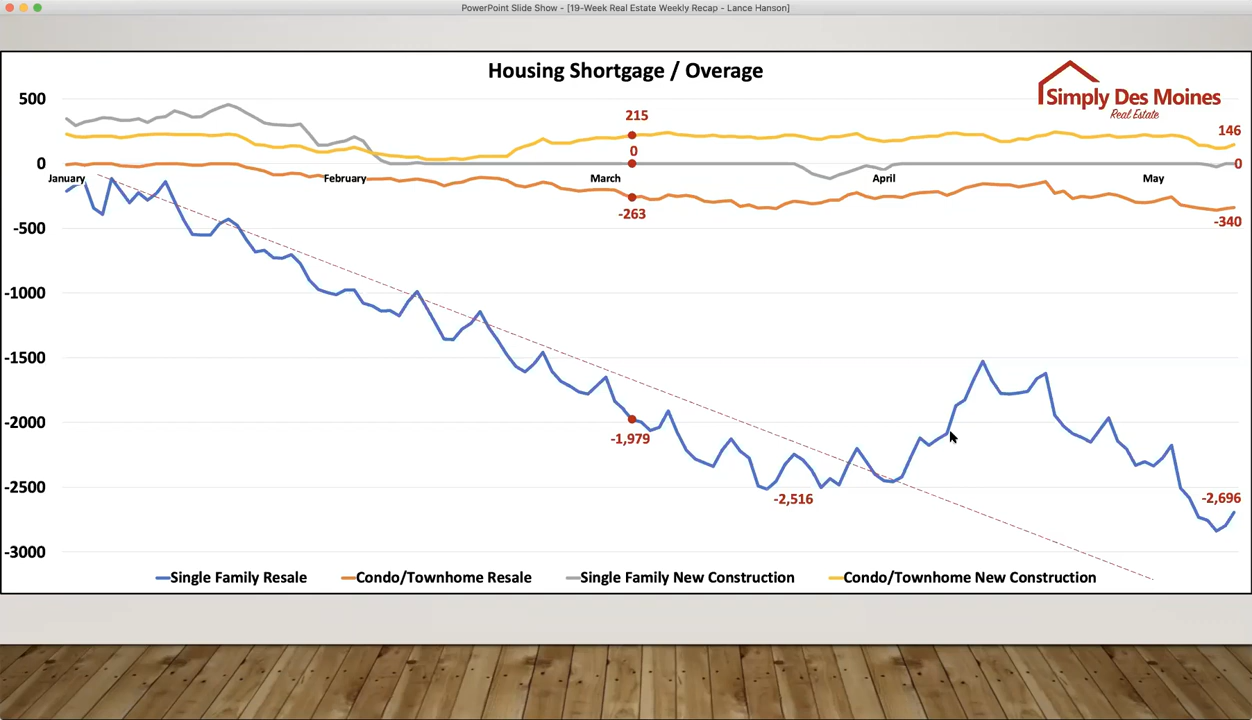 PowerPoint Slide Show - [19-Week Real Estate Weekly Recap - Lance Hanson]
Housing Shortgage / Overage
Simply Des Moines
Real Estate
500
0
-500
-1000
-1500
-2000
-2500
-3000
January
February
March
April
May
215
0
-263
-1,979
-2,516
146
0
-340
-2,696
Single Family Resale
Condo/Townhome Resale
Single Family New Construction
Condo/Townhome New Construction